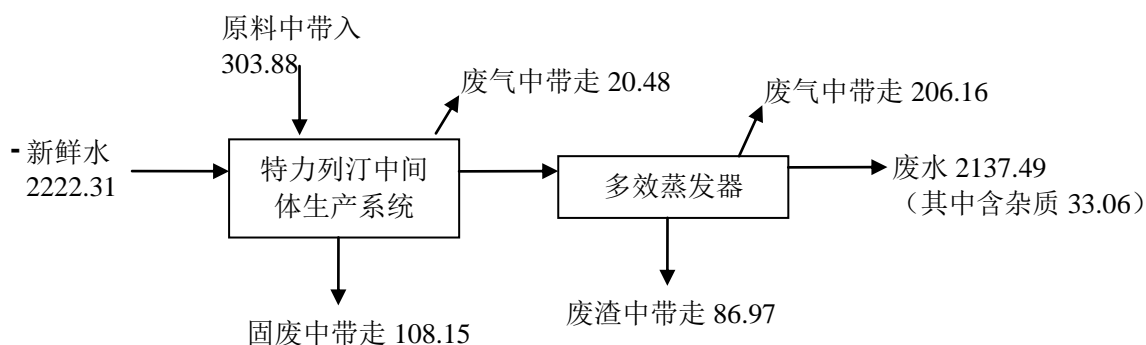 原料中带入
303.88
废气中带走 20.48
废气中带走 206.16
新鲜水
2222.31
特力列汀中间
体生产系统
多效蒸发器
废水 2137.49
（其中含杂质 33.06）
固废中带走 108.15
废渣中带走 86.97